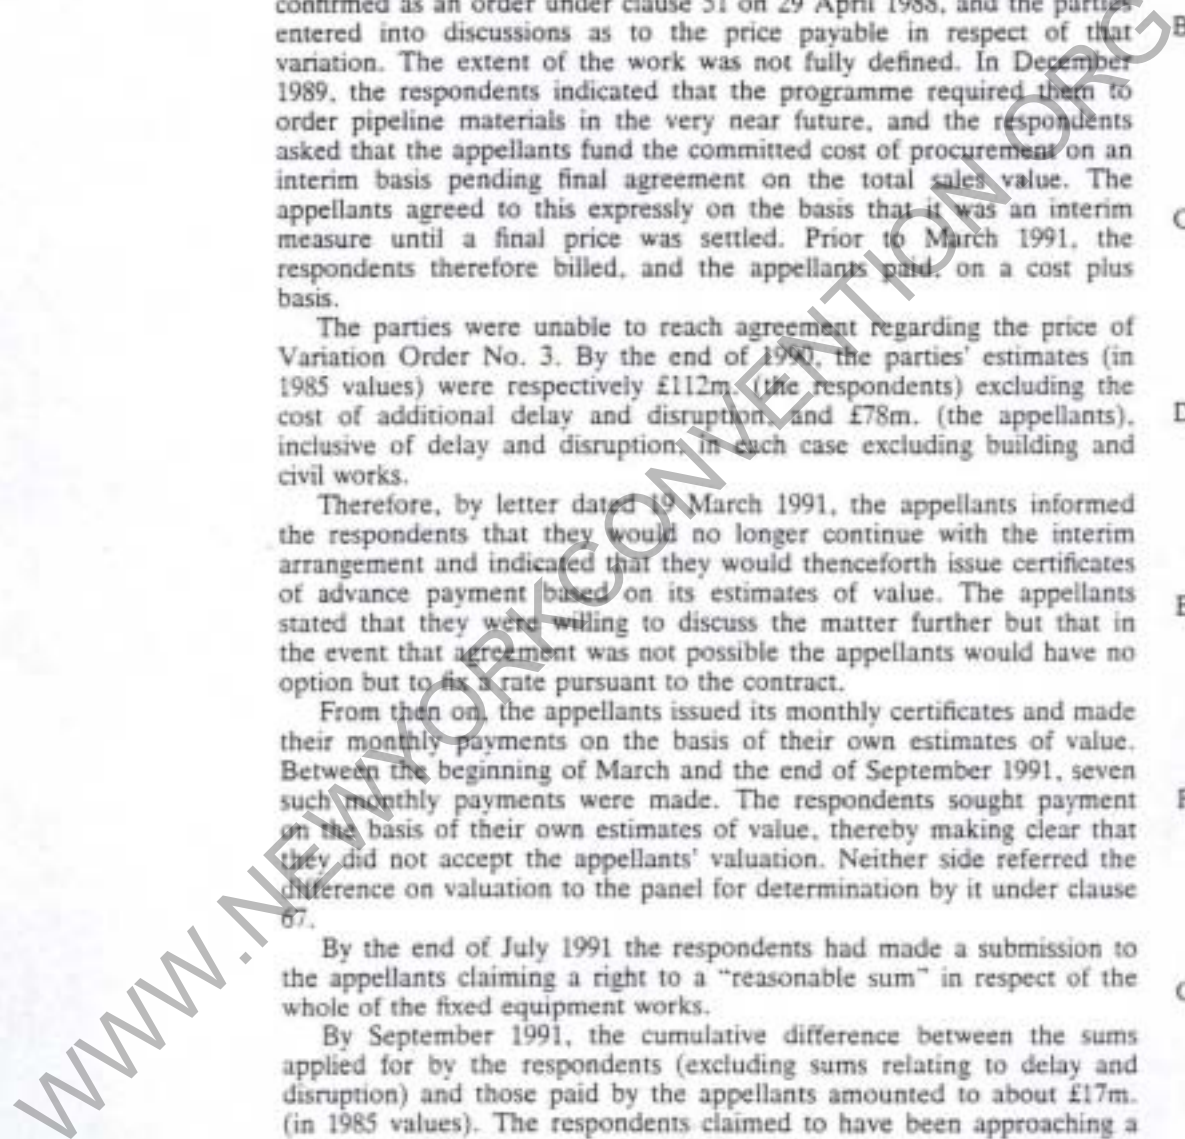 confirmed as an order under clause 51 on 29 April 1988, and the parties
entered into discussions as to the price payable in respect of that
variation. The extent of the work was not fully defined. In December
1989, the respondents indicated that the programme required them to
order pipeline materials in the very near future, and the respondents
asked that the appellants fund the committed cost of procurement on an
interim basis pending final agreement on the total sales value. The
appellants agreed to this expressly on the basis that it was an interim
measure until a final price was settled. Prior to March 1991, the
respondents therefore billed, and the appellants paid, on a cost plus
basis.
The parties were unable to reach agreement regarding the price of
Variation Order No. 3. By the end of 1990, the parties' estimates (in
1985 values) were respectively £112m. (the respondents) excluding the
cost of additional delay and disruption, and £78m. (the appellants),
inclusive of delay and disruption, in each case excluding building and
civil works.
Therefore, by letter dated 19 March 1991, the appellants informed
the respondents that they would no longer continue with the interim
arrangement and indicated that they would thenceforth issue certificates
of advance payment based on its estimates of value. The appellants
stated that they were willing to discuss the matter further but that in
the event that agreement was not possible the appellants would have no
option but to fix a rate pursuant to the contract.
From then on, the appellants issued its monthly certificates and made
their monthly payments on the basis of their own estimates of value.
Between the beginning of March and the end of September 1991, seven
such monthly payments were made. The respondents sought payment
on the basis of their own estimates of value, thereby making clear that
they did not accept the appellants' valuation. Neither side referred the
difference on valuation to the panel for determination by it under clause
67.
By the end of July 1991 the respondents had made a submission to
the appellants claiming a right to a "reasonable sum" in respect of the
whole of the fixed equipment works.
By September 1991, the cumulative difference between the sums
applied for by the respondents (excluding sums relating to delay and
disruption) and those paid by the appellants amounted to about £17m.
(in 1985 values). The respondents claimed to have been approaching a
B
C
D
E
F
G
WWW.NEWYORKCONVENTION.ORG